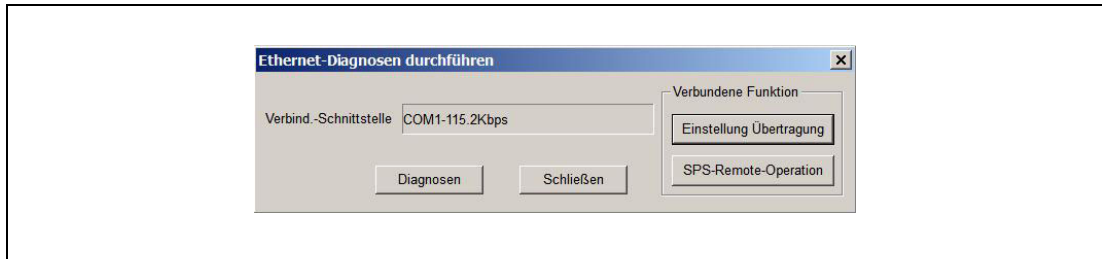 Ethernet-Diagnosen durchführen
Verbind.-Schnittstelle COM1-115.2Kbps
Diagnosen
Schließen
Verbundene Funktion
Einstellung Übertragung
SPS-Remote-Operation